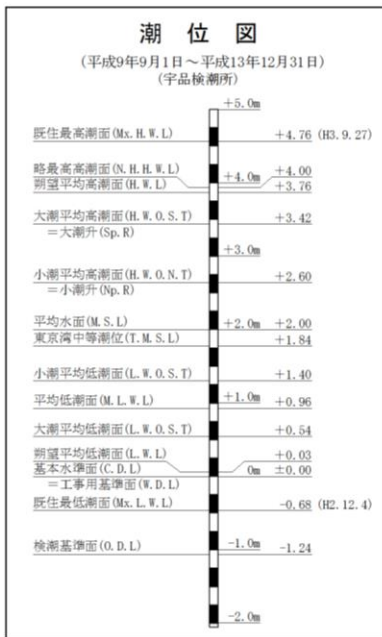 潮位図
(平成9年9月1日～平成13年12月31日)
(宇品検潮所)
+5.0m
既往最高潮面(Mx.H.W.L) +4.76 (H3.9.27)
略最高高潮面(N.H.H.W.L) +4.0m +4.00
朔望平均高潮面(H.W.L) +3.76
大潮平均高潮面(H.W.O.S.T) +3.42
=大潮升(Sp.R)
+3.0m
小潮平均高潮面(H.W.O.N.T) +2.60
=小潮升(Np.R)
平均水面(M.S.L) +2.0m +2.00
東京湾中等潮位(T.M.S.L) +1.84
小潮平均低潮面(L.W.O.S.T) +1.40
平均低潮面(M.L.W.L) +1.0m +0.96
大潮平均低潮面(L.W.O.S.T) +0.54
朔望平均低潮面(L.W.L) +0.03
基本水準面(C.D.L) 0m ±0.00
=工事用基準面(W.D.L)
既往最低潮面(Mx.L.W.L) -0.68 (H2.12.4)
検潮基準面(O.D.L) -1.0m -1.24
-2.0m